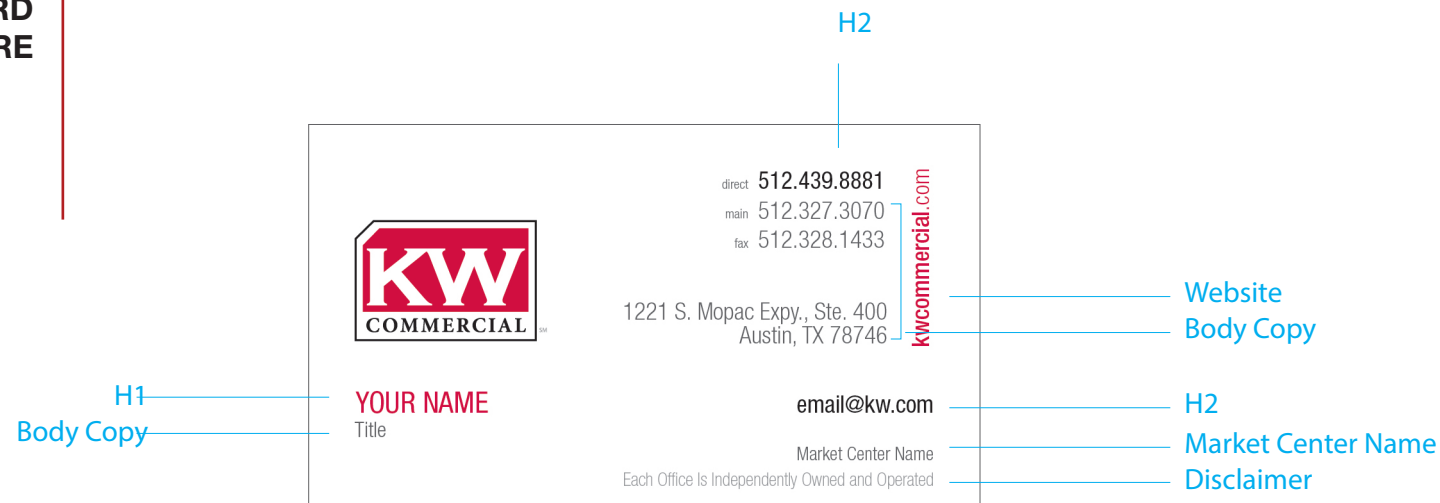 RD
RE
H2
direct 512.439.8881
main 512.327.3070
fax 512.328.1433
kwcommercial.com
KW
COMMERCIAL SM
1221 S. Mopac Expy., Ste. 400
Austin, TX 78746
Website
Body Copy
H1
YOUR NAME
Body Copy
Title
email@kw.com
H2
Market Center Name
Market Center Name
Each Office Is Independently Owned and Operated
Disclaimer